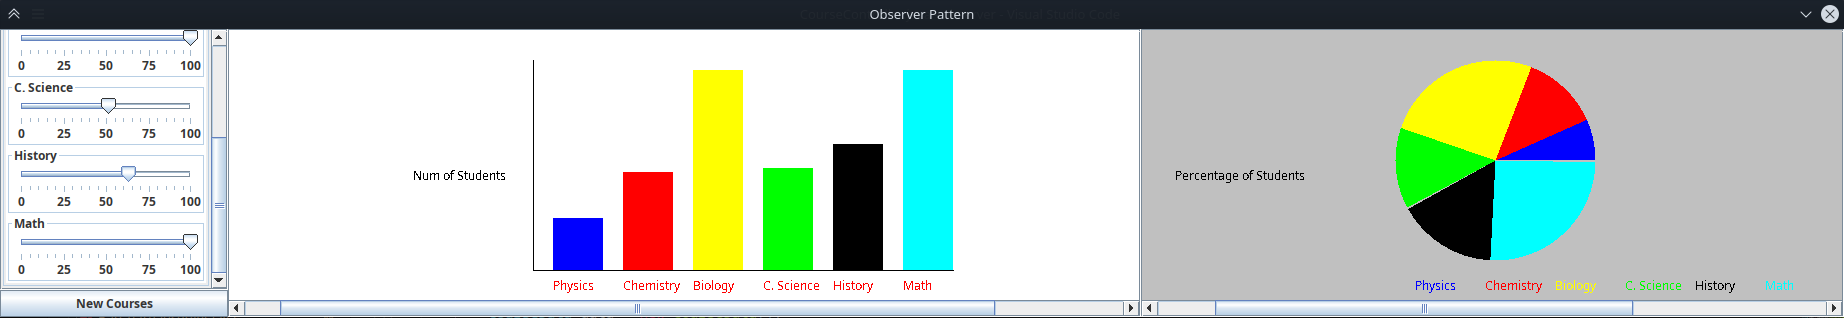 Observer Pattern
0 25 50 75 100
C. Science
0 25 50 75 100
History
0 25 50 75 100
Math
0 25 50 75 100
New Courses
Num of Students
Physics Chemistry Biology C. Science History Math
Percentage of Students
Physics Chemistry Biology C. Science History Math